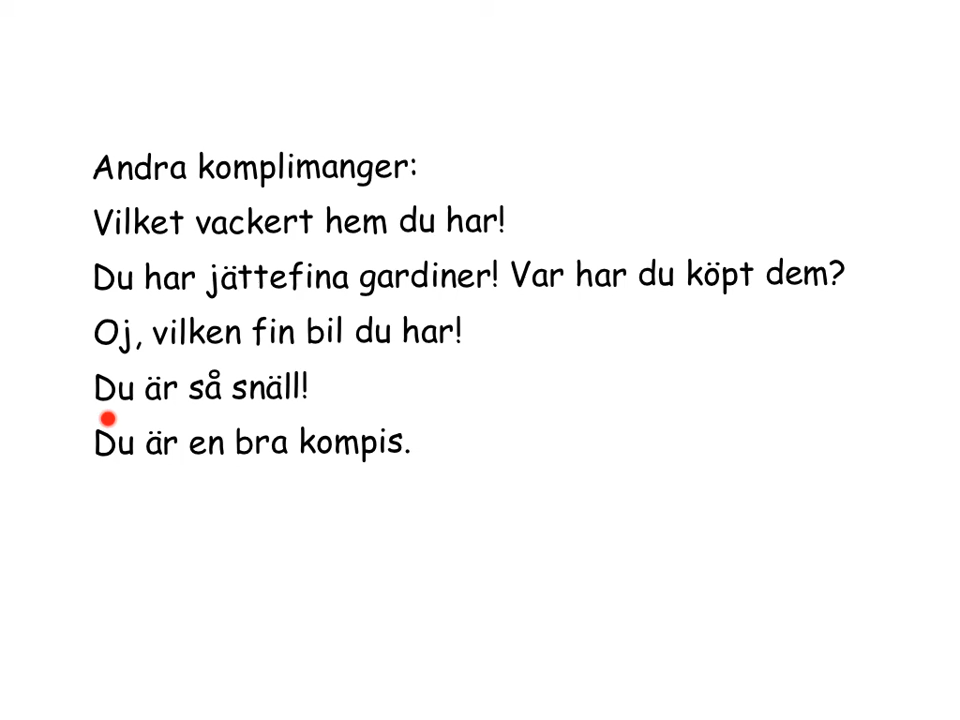 Andra komplimanger:
Vilket vackert hem du har!
Du har jättefina gardiner! Var har du köpt dem?
Oj, vilken fin bil du har!
Du är så snäll!
Du är en bra kompis.